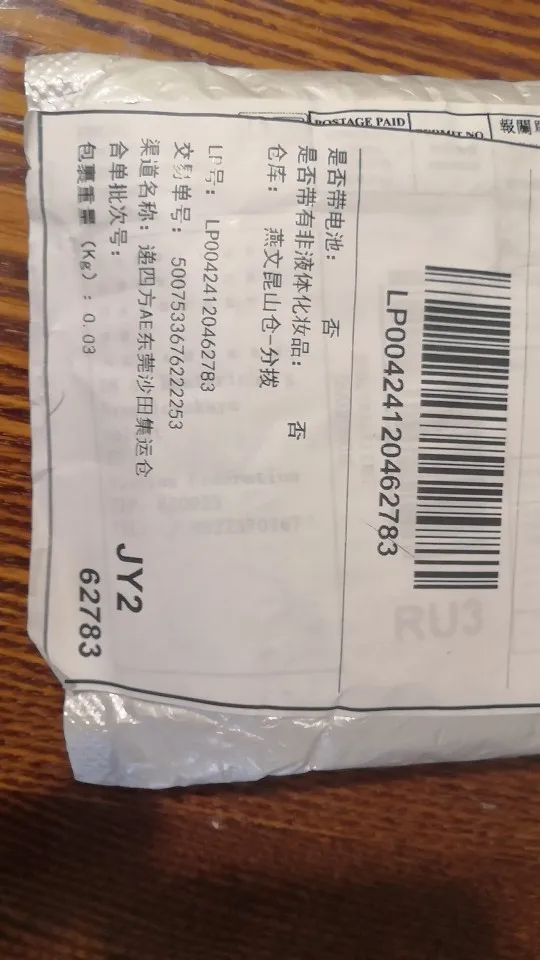 POSTAGE PAID
LP00424120462783
是否带电池: 否
是否带有非液体化妆品: 否
仓库: 燕文昆山仓-分拨
LP号: LP00424120462783
交易单号: 5007533676222253
渠道名称: 递四方AE东莞沙田集运仓
合单批次号:
包裹重量 (Kg): 0.03
JY2
62783
RU3